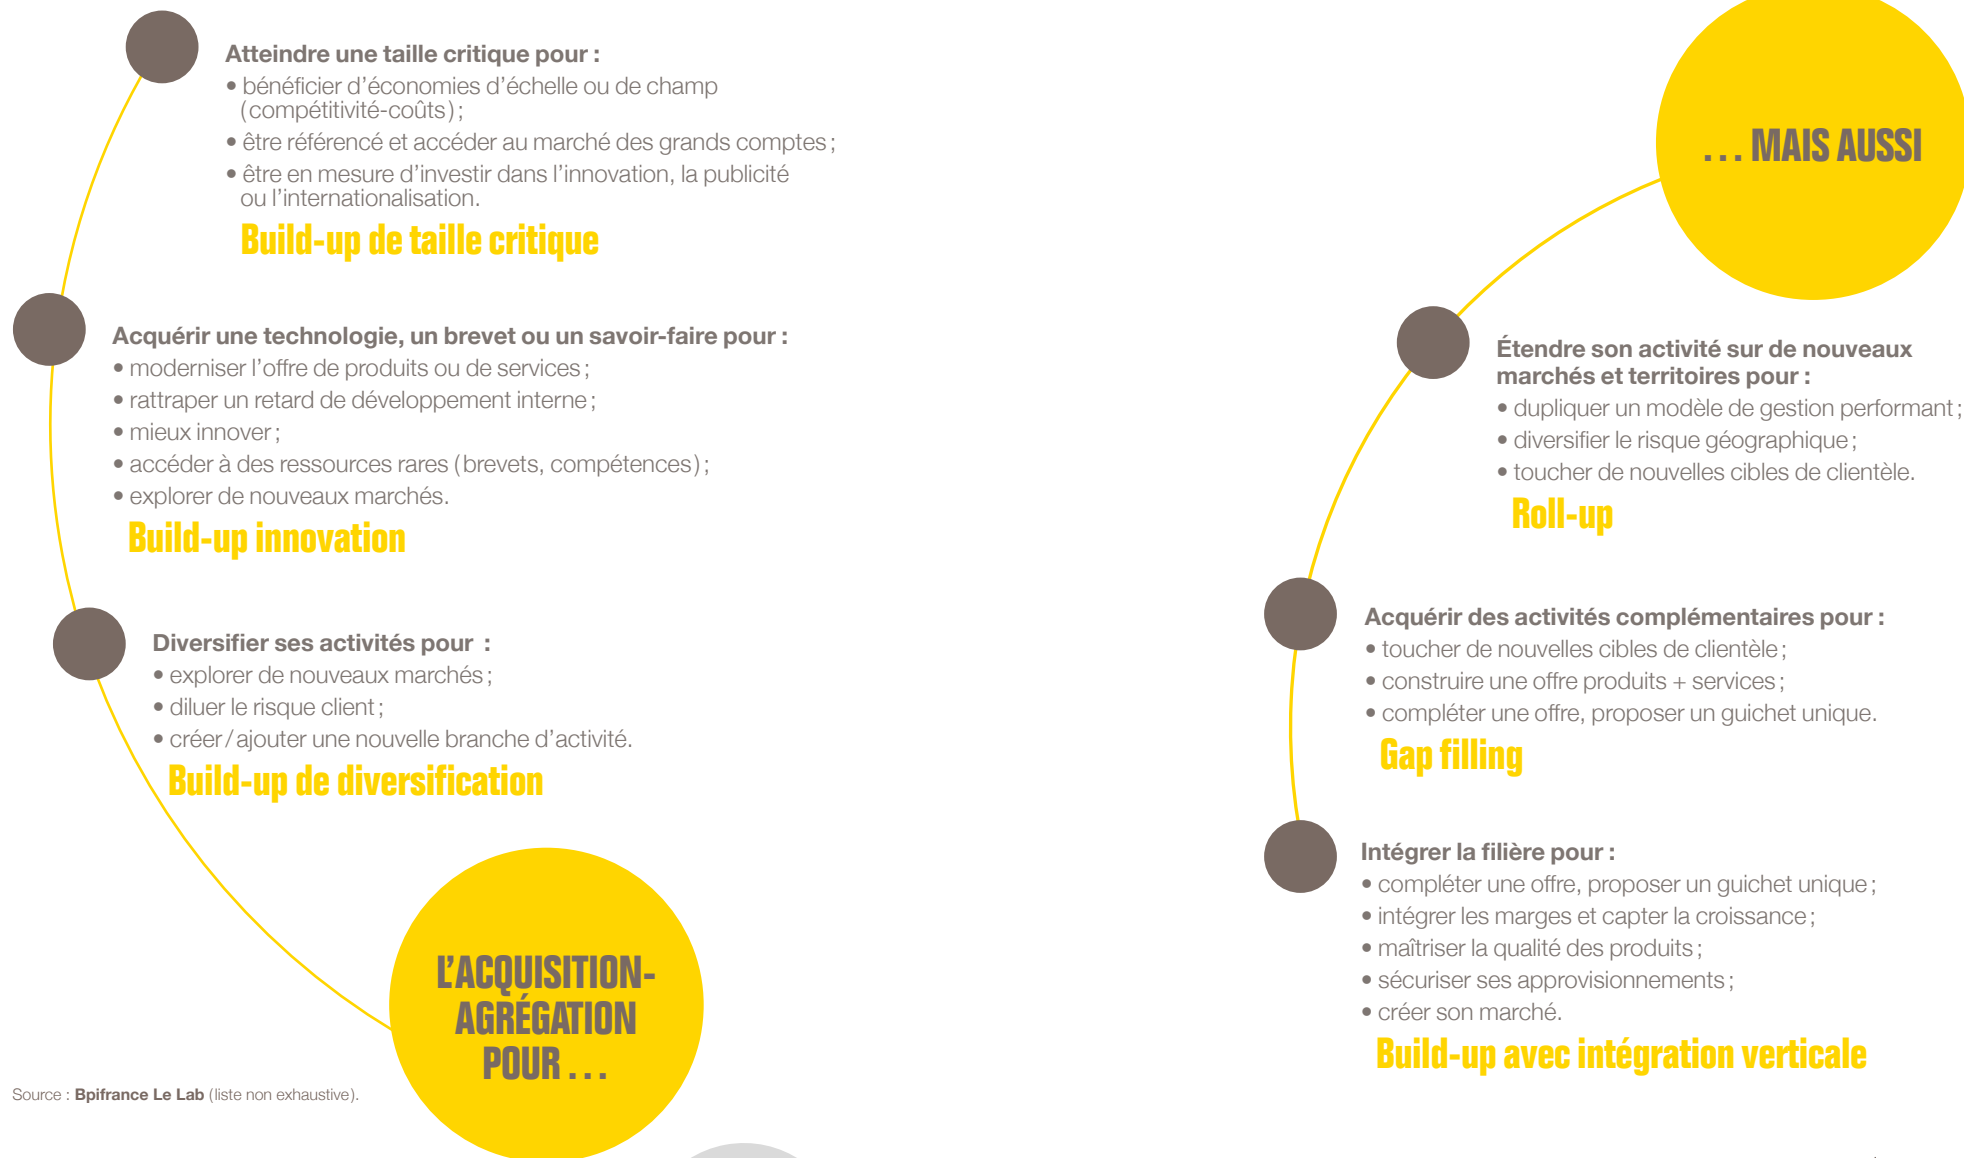 Atteindre une taille critique pour :
• bénéficier d'économies d'échelle ou de champ
(compétitivité-coûts) ;
• être référencé et accéder au marché des grands comptes ;
• être en mesure d'investir dans l'innovation, la publicité
ou l'internationalisation.
Build-up de taille critique
Acquérir une technologie, un brevet ou un savoir-faire pour :
• moderniser l'offre de produits ou de services ;
• rattraper un retard de développement interne ;
• mieux innover ;
• accéder à des ressources rares (brevets, compétences) ;
• explorer de nouveaux marchés.
Build-up innovation
Diversifier ses activités pour :
• explorer de nouveaux marchés ;
• diluer le risque client ;
• créer / ajouter une nouvelle branche d'activité.
Build-up de diversification
L'ACQUISITION-
AGRÉGATION
POUR . . .
Source : Bpifrance Le Lab (liste non exhaustive).
. . . MAIS AUSSI
Étendre son activité sur de nouveaux
marchés et territoires pour :
• dupliquer un modèle de gestion performant ;
• diversifier le risque géographique ;
• toucher de nouvelles cibles de clientèle.
Roll-up
Acquérir des activités complémentaires pour :
• toucher de nouvelles cibles de clientèle ;
• construire une offre produits + services ;
• compléter une offre, proposer un guichet unique.
Gap filling
Intégrer la filière pour :
• compléter une offre, proposer un guichet unique ;
• intégrer les marges et capter la croissance ;
• maîtriser la qualité des produits ;
• sécuriser ses approvisionnements ;
• créer son marché.
Build-up avec intégration verticale